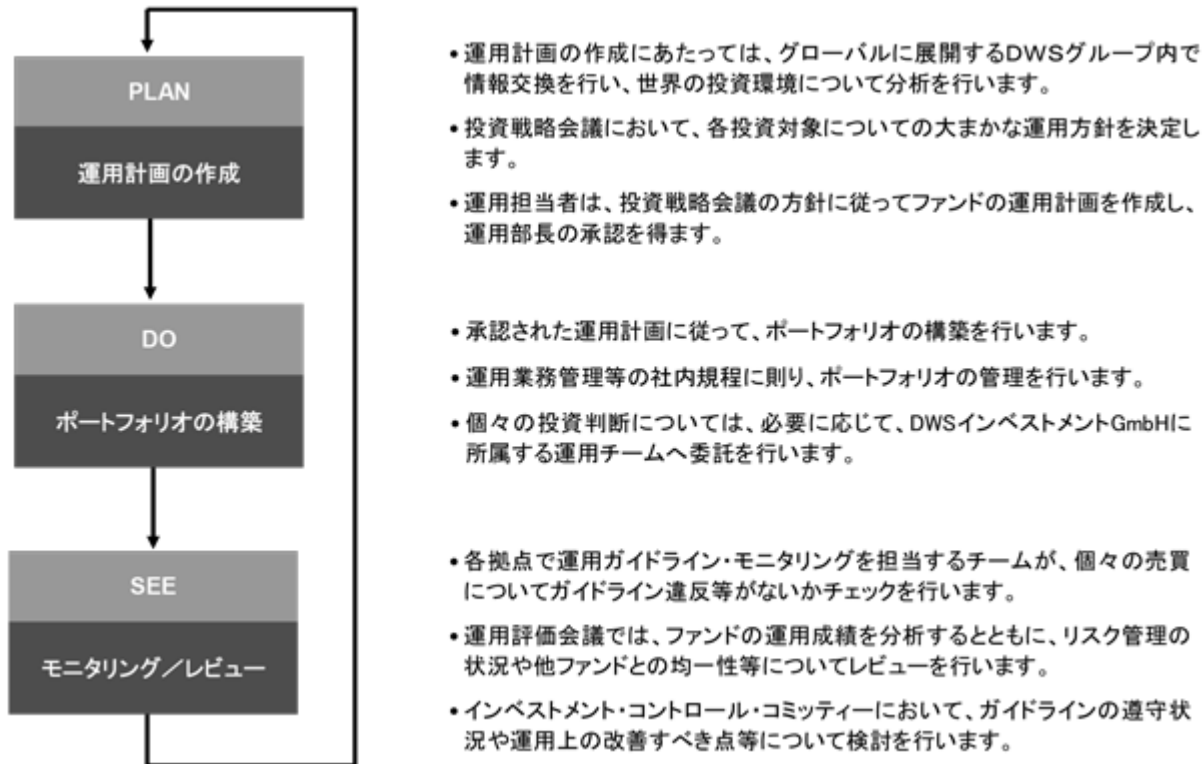 PLAN
運用計画の作成
• 運用計画の作成にあたっては、グローバルに展開するDWSグループ内で
情報交換を行い、世界の投資環境について分析を行います。
• 投資戦略会議において、各投資対象についての大まかな運用方針を決定し
ます。
• 運用担当者は、投資戦略会議の方針に従ってファンドの運用計画を作成し、
運用部長の承認を得ます。
DO
ポートフォリオの構築
• 承認された運用計画に従って、ポートフォリオの構築を行います。
• 運用業務管理等の社内規程に則り、ポートフォリオの管理を行います。
• 個々の投資判断については、必要に応じて、DWSインベストメントGmbHに
所属する運用チームへ委託を行います。
SEE
モニタリング／レビュー
• 各拠点で運用ガイドライン・モニタリングを担当するチームが、個々の売買
についてガイドライン違反等がないかチェックを行います。
• 運用評価会議では、ファンドの運用成績を分析するとともに、リスク管理の
状況や他ファンドとの均一性等についてレビューを行います。
• インベストメント・コントロール・コミッティーにおいて、ガイドラインの遵守状
況や運用上の改善すべき点等について検討を行います。